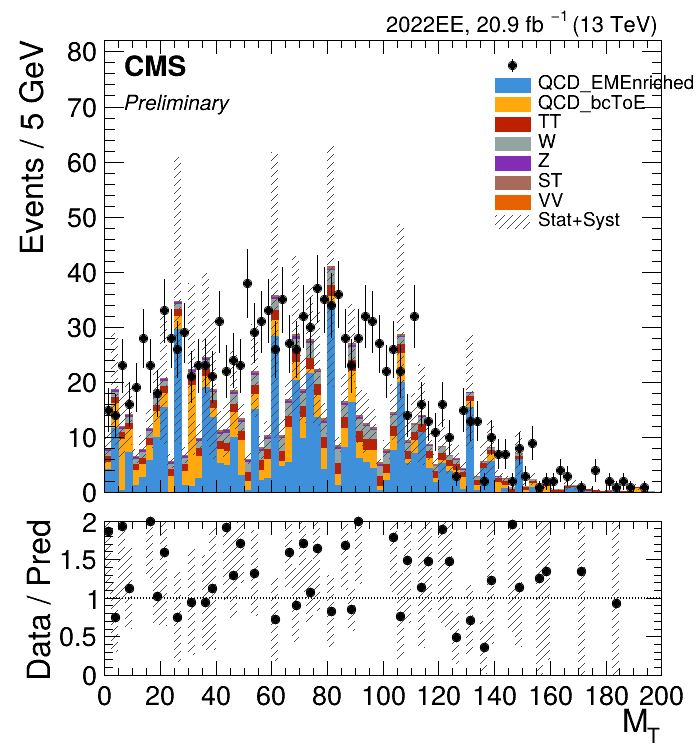 2022EE, 20.9 fb⁻¹ (13 TeV)
Events / 5 GeV
80
70
60
50
40
30
20
10
0
CMS
Preliminary
QCD_EMEnriched
QCD_bcToE
TT
W
Z
ST
VV
Stat+Syst
Data / Pred
2
1.5
1
0.5
0
0 20 40 60 80 100 120 140 160 180 200
M_T